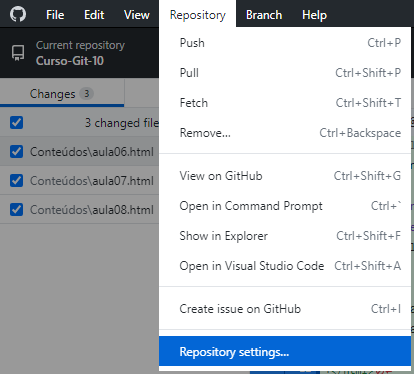 File Edit View Repository Branch Help
Current repository
Curso-Git-10
Changes 3
3 changed file
Conteúdos\aula06.html
Conteúdos\aula07.html
Conteúdos\aula08.html
Push Ctrl+P
Pull Ctrl+Shift+P
Fetch Ctrl+Shift+T
Remove... Ctrl+Backspace
View on GitHub Ctrl+Shift+G
Open in Command Prompt Ctrl+`
Show in Explorer Ctrl+Shift+F
Open in Visual Studio Code Ctrl+Shift+A
Create issue on GitHub Ctrl+I
Repository settings...